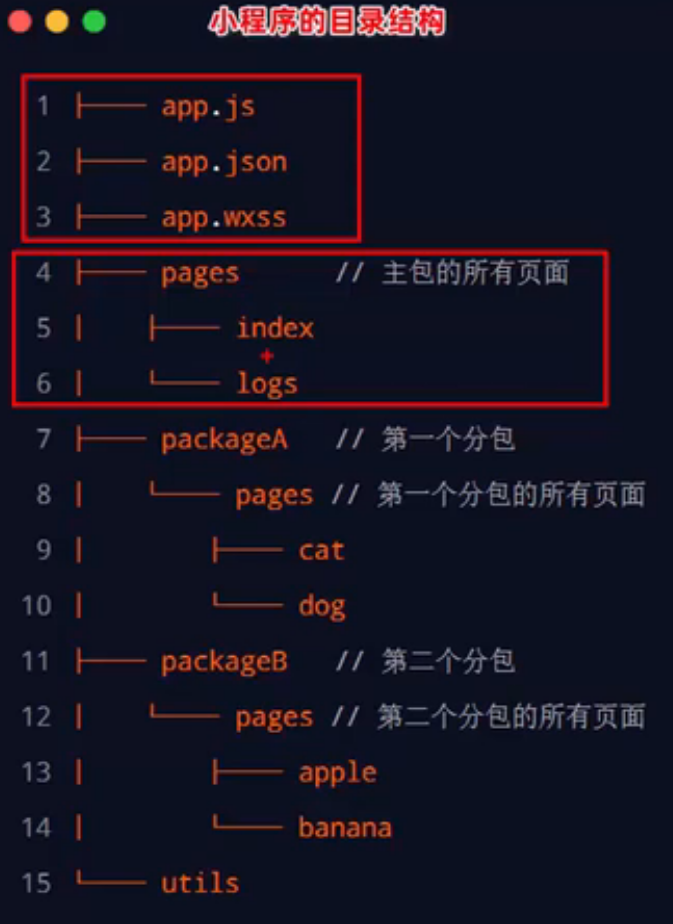 小程序的目录结构
1 ├── app.js
2 ├── app.json
3 ├── app.wxss
4 ├── pages // 主包的所有页面
5 │ ├── index
6 │ └── logs
7 ├── packageA // 第一个分包
8 │ └── pages // 第一个分包的所有页面
9 │ ├── cat
10 │ └── dog
11 ├── packageB // 第二个分包
12 │ └── pages // 第二个分包的所有页面
13 │ ├── apple
14 │ └── banana
15 └── utils